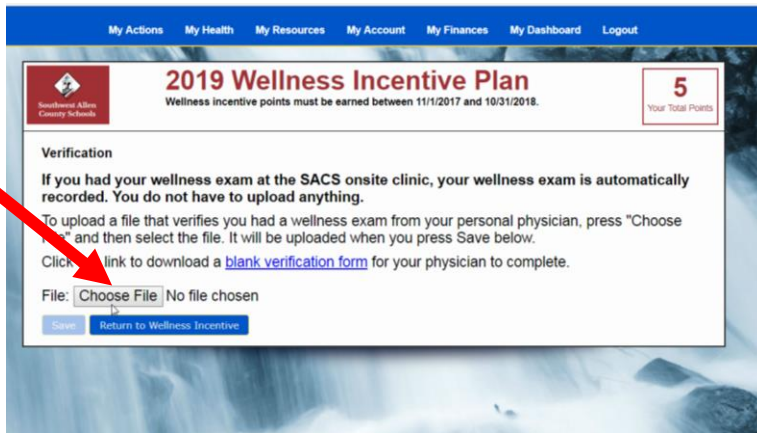 My Actions My Health My Resources My Account My Finances My Dashboard Logout
Southwest Allen
County Schools
2019 Wellness Incentive Plan
Wellness incentive points must be earned between 11/1/2017 and 10/31/2018.
5
Your Total Points
Verification
If you had your wellness exam at the SACS onsite clinic, your wellness exam is automatically
recorded. You do not have to upload anything.
To upload a file that verifies you had a wellness exam from your personal physician, press "Choose
" and then select the file. It will be uploaded when you press Save below.
Click link to download a blank verification form for your physician to complete.
File: Choose File No file chosen
Save Return to Wellness Incentive